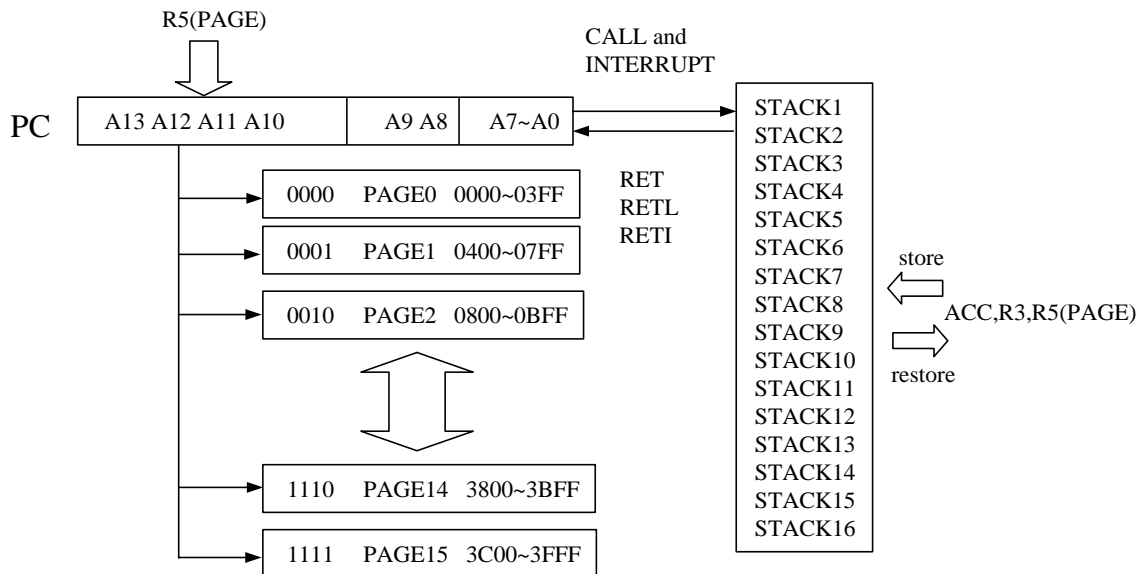 R5(PAGE)
CALL and
INTERRUPT
PC
A13 A12 A11 A10
A9 A8
A7~A0
0000 PAGE0 0000~03FF
0001 PAGE1 0400~07FF
0010 PAGE2 0800~0BFF
1110 PAGE14 3800~3BFF
1111 PAGE15 3C00~3FFF
RET
RETL
RETI
STACK1
STACK2
STACK3
STACK4
STACK5
STACK6
STACK7
STACK8
STACK9
STACK10
STACK11
STACK12
STACK13
STACK14
STACK15
STACK16
store
ACC,R3,R5(PAGE)
restore